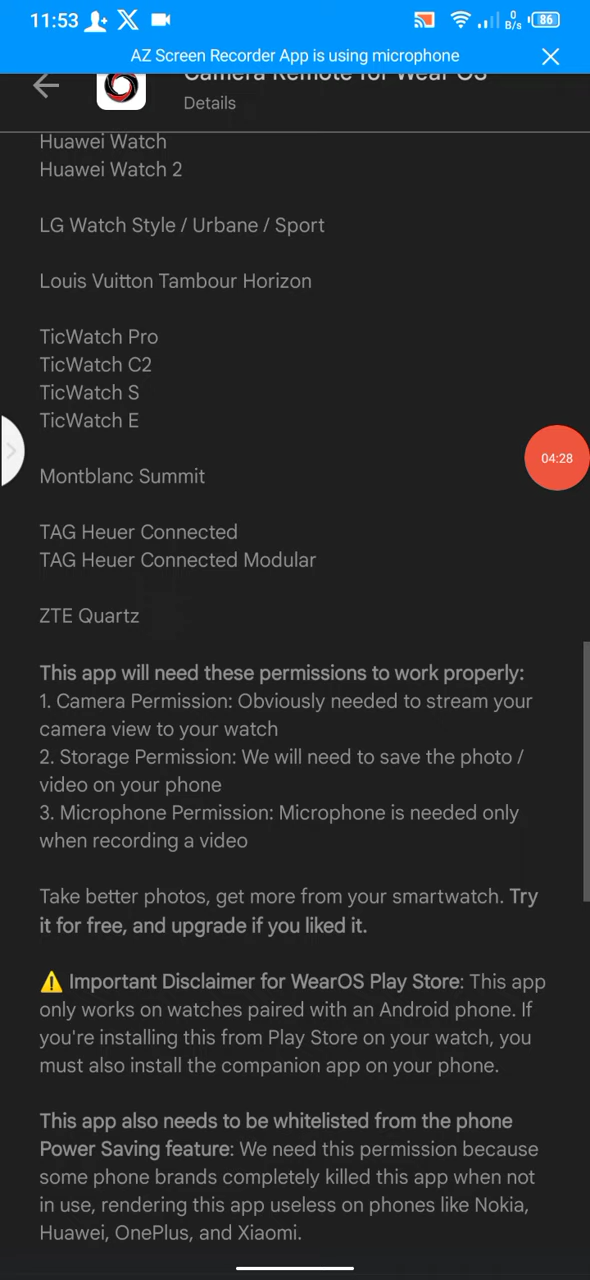 11:53
0
B/s
86
AZ Screen Recorder App is using microphone
Camera Remote for Wear OS
Details
Huawei Watch
Huawei Watch 2
LG Watch Style / Urbane / Sport
Louis Vuitton Tambour Horizon
TicWatch Pro
TicWatch C2
TicWatch S
TicWatch E
04:28
Montblanc Summit
TAG Heuer Connected
TAG Heuer Connected Modular
ZTE Quartz
This app will need these permissions to work properly:
1. Camera Permission: Obviously needed to stream your
camera view to your watch
2. Storage Permission: We will need to save the photo /
video on your phone
3. Microphone Permission: Microphone is needed only
when recording a video
Take better photos, get more from your smartwatch. Try
it for free, and upgrade if you liked it.
⚠️ Important Disclaimer for WearOS Play Store: This app
only works on watches paired with an Android phone. If
you're installing this from Play Store on your watch, you
must also install the companion app on your phone.
This app also needs to be whitelisted from the phone
Power Saving feature: We need this permission because
some phone brands completely killed this app when not
in use, rendering this app useless on phones like Nokia,
Huawei, OnePlus, and Xiaomi.